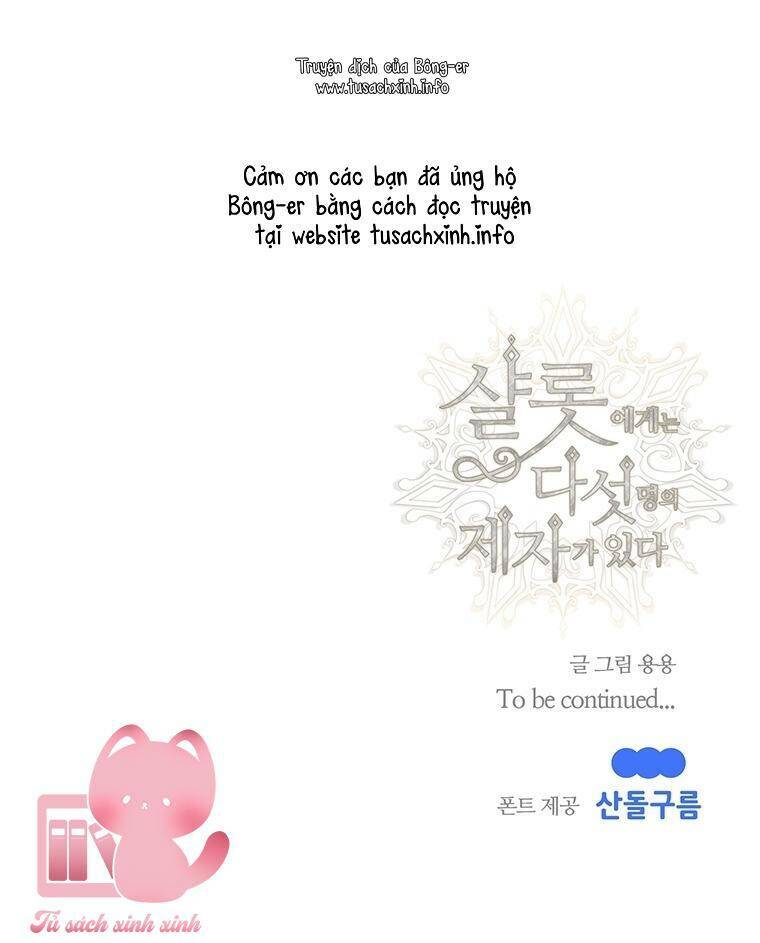 Truyện dịch của Bông-er
www.tusachxinh.info
Cảm ơn các bạn đã ủng hộ
Bông-er bằng cách đọc truyện
tại website tusachxinh.info
샬롯에게는
다섯명의
제자가 있다
글 그림 용용
To be continued...
폰트 제공 산돌구름
Tủ sách xinh xinh